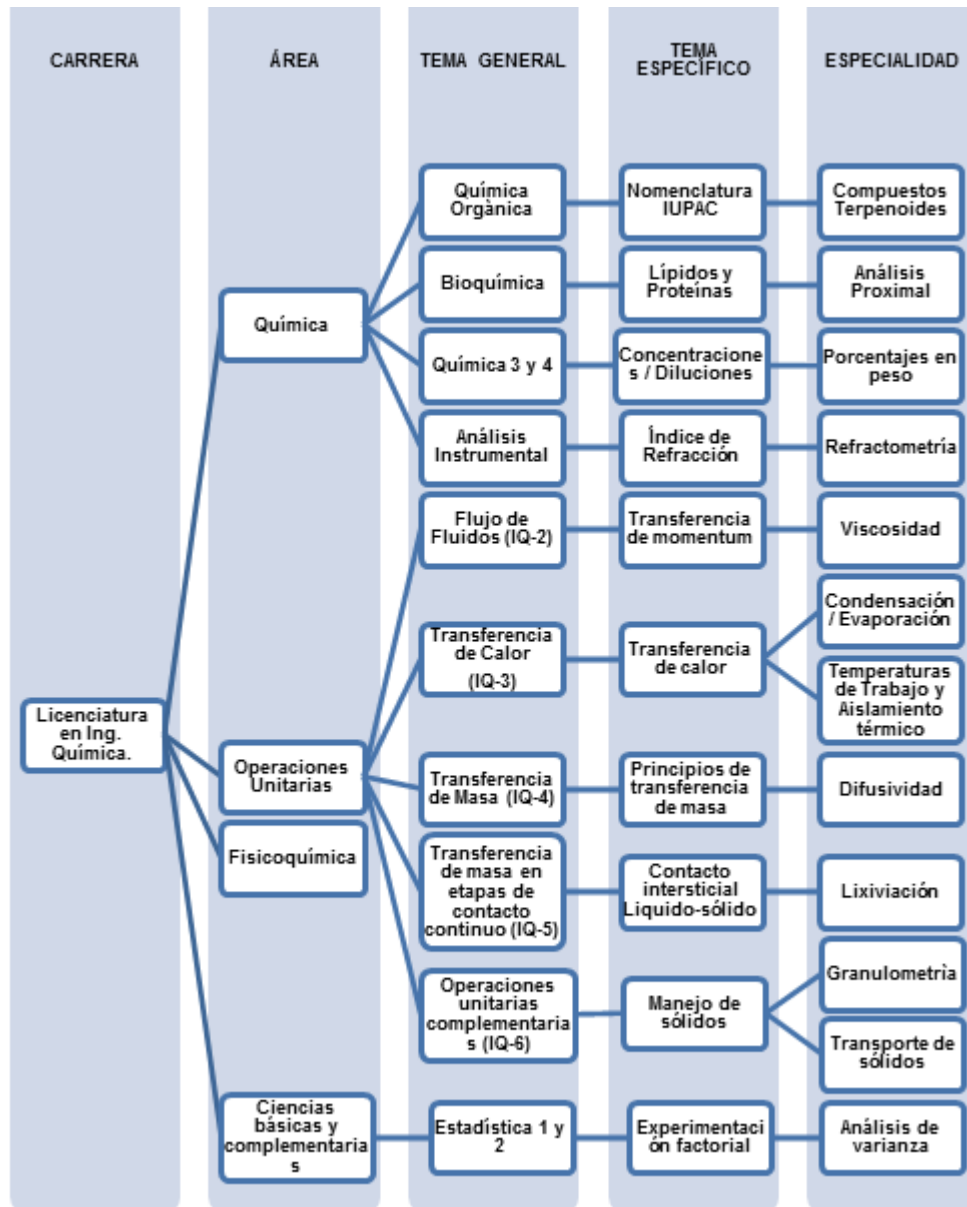 CARRERA
ÁREA
TEMA GENERAL
TEMA
ESPECÍFICO
ESPECIALIDAD
Licenciatura
en Ing.
Química.
Química
Química
Orgànica
Nomenclatura
IUPAC
Compuestos
Terpenoides
Bioquímica
Lípidos y
Proteínas
Análisis
Proximal
Química 3 y 4
Concentracione
s / Diluciones
Porcentajes en
peso
Análisis
Instrumental
Índice de
Refracción
Refractometría
Operaciones
Unitarias
Flujo de
Fluidos (IQ-2)
Transferencia
de momentum
Viscosidad
Transferencia
de Calor
(IQ-3)
Transferencia
de calor
Condensación
/ Evaporación
Temperaturas
de Trabajo y
Aislamiento
térmico
Transferencia
de Masa (IQ-4)
Principios de
transferencia
de masa
Difusividad
Transferencia
de masa en
etapas de
contacto
continuo (IQ-5)
Contacto
intersticial
Liquido-sólido
Lixiviación
Operaciones
unitarias
complementaria
s (IQ-6)
Manejo de
sólidos
Granulometrìa
Transporte de
sólidos
Fisicoquímica
Ciencias
básicas y
complementaria
s
Estadística 1 y
2
Experimentaci
ón factorial
Análisis de
varianza